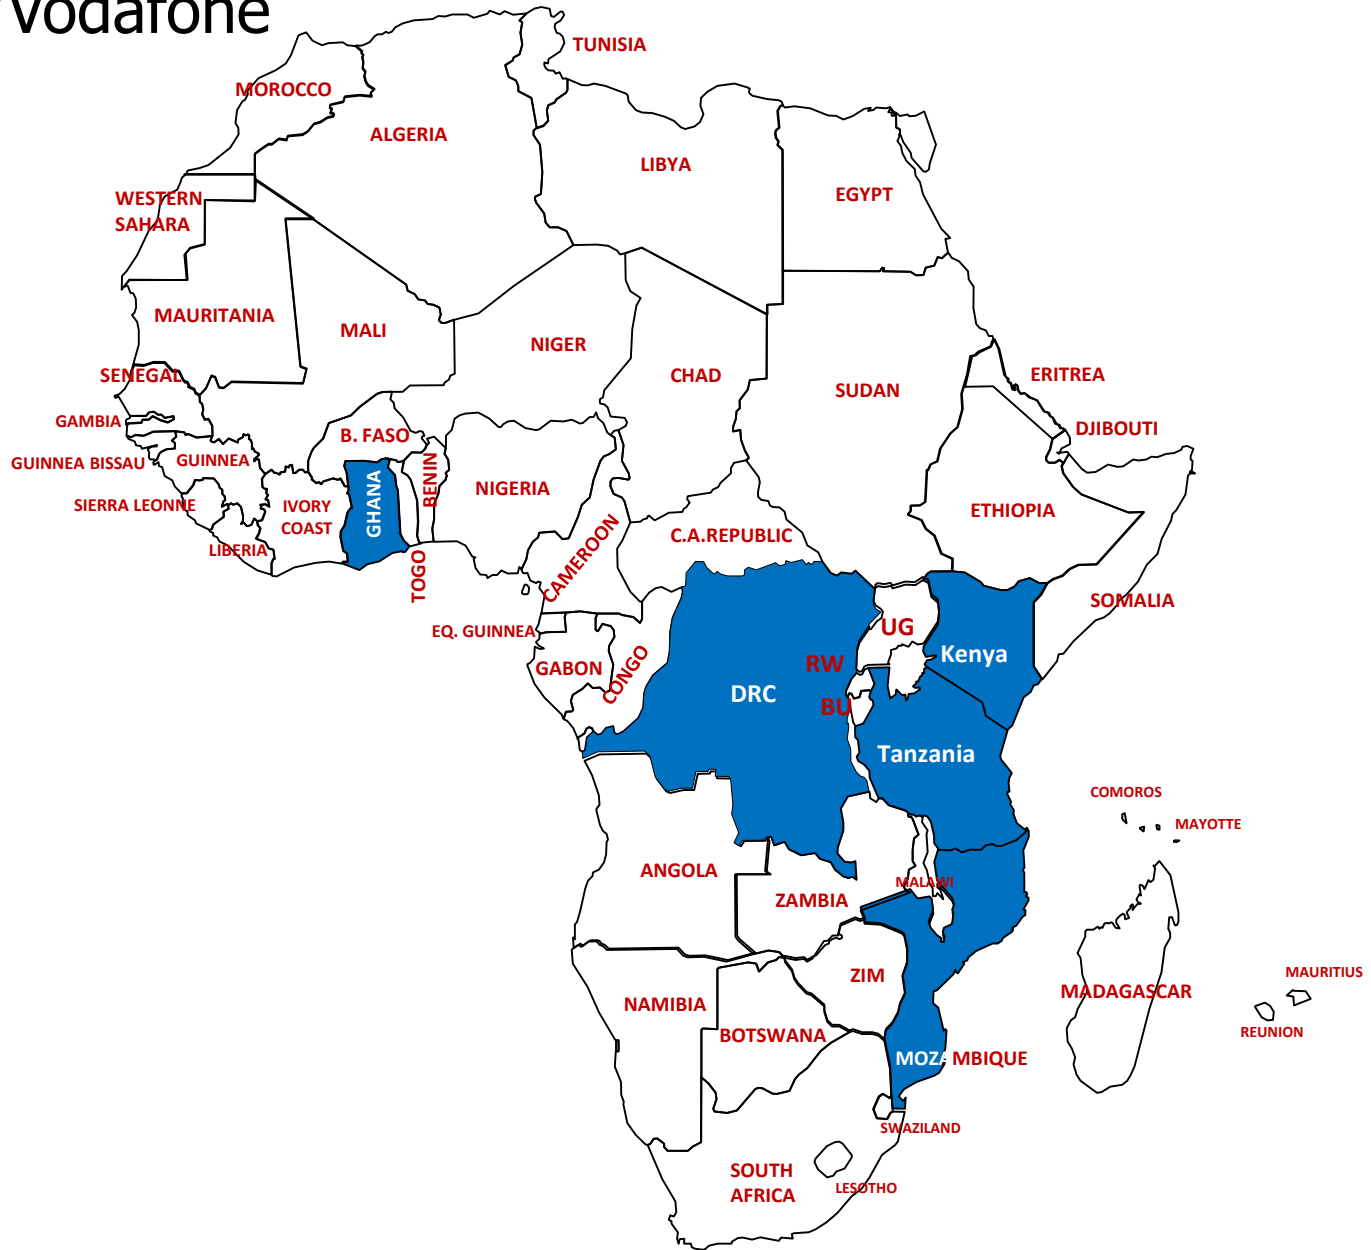 Vodafone
TUNISIA
MOROCCO
ALGERIA
LIBYA
EGYPT
WESTERN
SAHARA
MAURITANIA
MALI
NIGER
CHAD
SUDAN
ERITREA
SENEGAL
GAMBIA
DJIBOUTI
B. FASO
GUINNEA BISSAU
GUINNEA
BENIN
NIGERIA
GHANA
SIERRA LEONNE
IVORY
COAST
ETHIOPIA
LIBERIA
C.A.REPUBLIC
CAMEROON
TOGO
SOMALIA
EQ. GUINNEA
UG
Kenya
GABON
CONGO
RW
DRC
BU
Tanzania
COMOROS
MAYOTTE
ANGOLA
MALAWI
ZAMBIA
ZIM
MAURITIUS
MADAGASCAR
NAMIBIA
REUNION
BOTSWANA
MOZAMBIQUE
SWAZILAND
SOUTH
AFRICA
LESOTHO